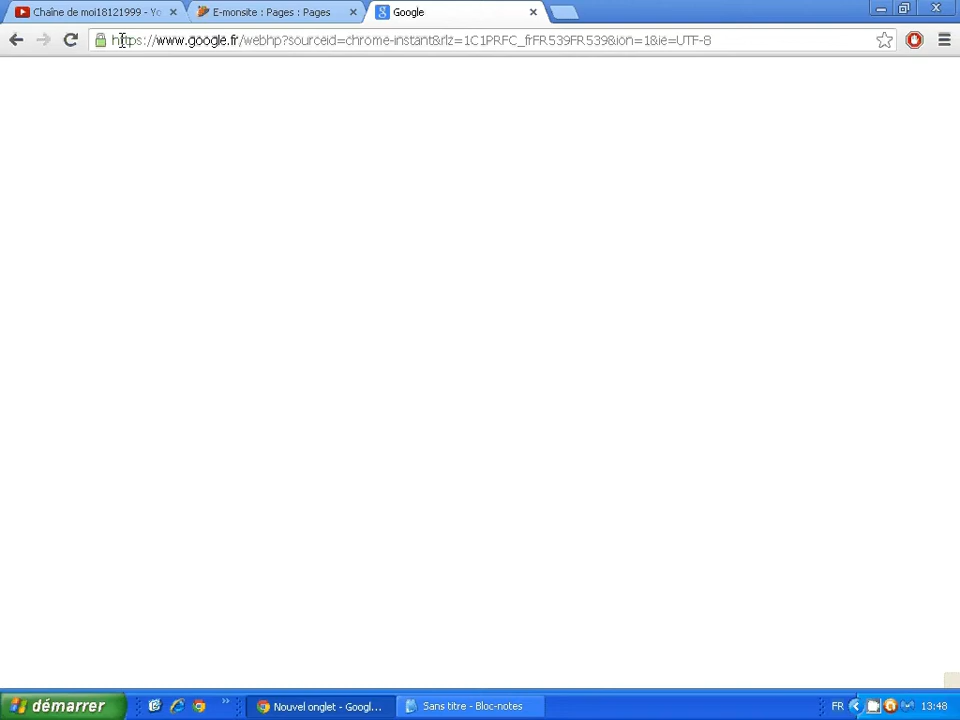 Chaîne de moi18121999 - Yo
E-monsite : Pages : Pages
Google
https://www.google.fr/webhp?sourceid=chrome-instant&rlz=1C1PRFC_frFR539FR539&ion=1&ie=UTF-8
démarrer
Nouvel onglet - Googl...
Sans titre - Bloc-notes
FR
13:48